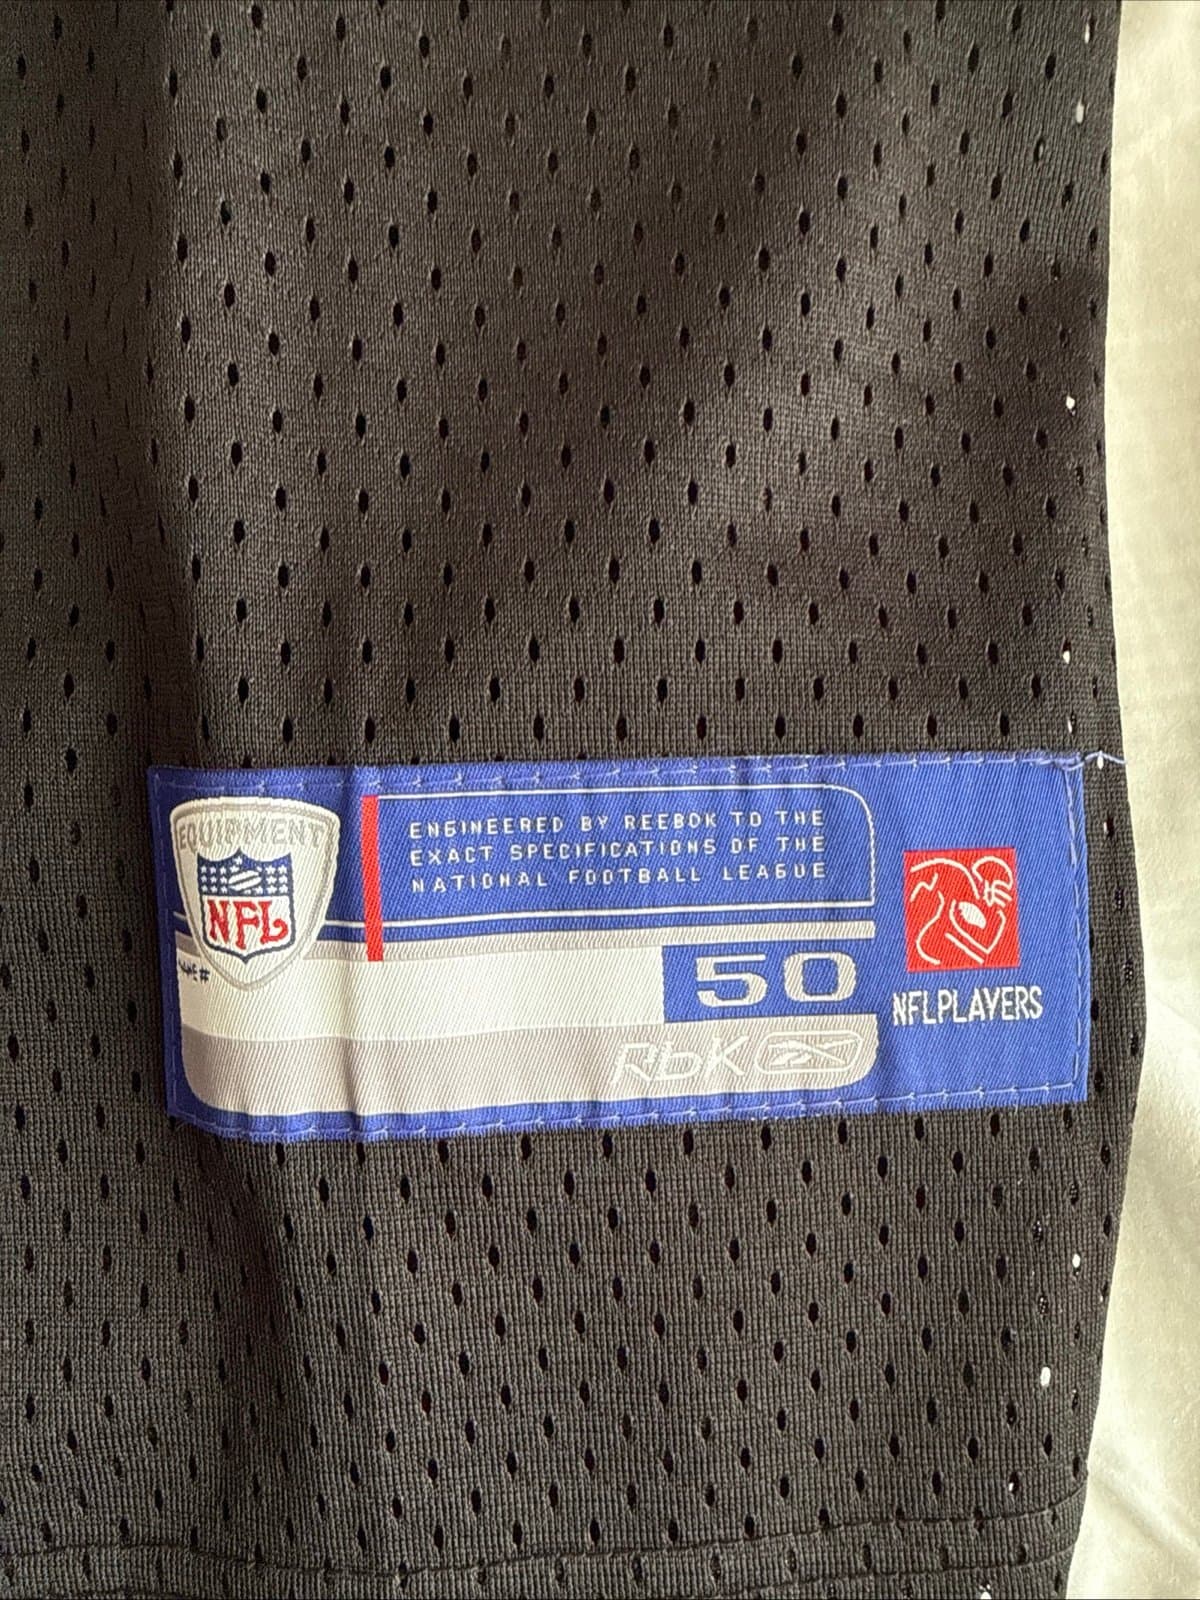 EQUIPMENT
NFL
ENGINEERED BY REEBOK TO THE
EXACT SPECIFICATIONS OF THE
NATIONAL FOOTBALL LEAGUE
50
RbK
NFLPLAYERS